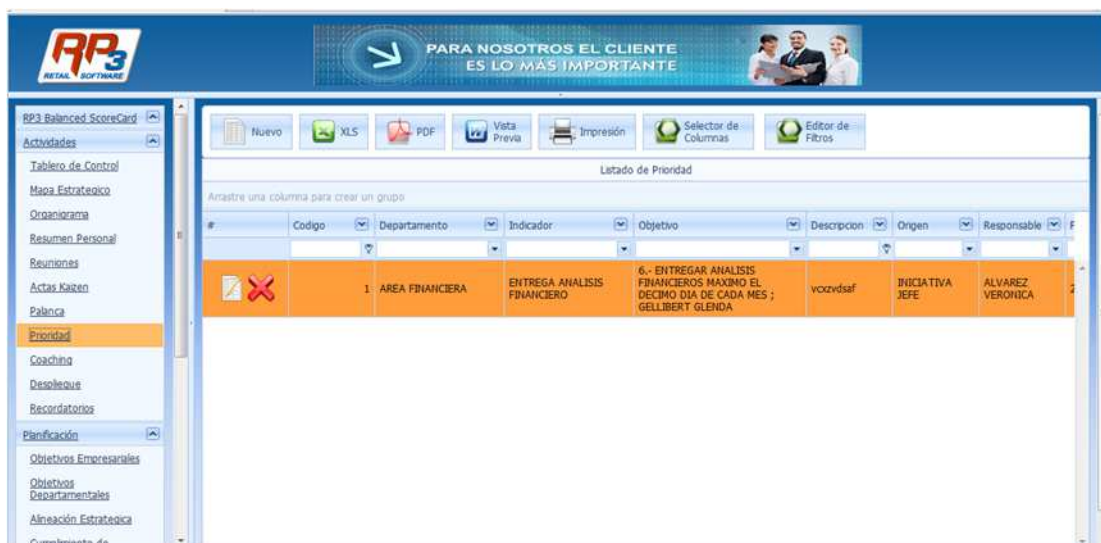 RP3
RETAIL SOFTWARE
PARA NOSOTROS EL CLIENTE
ES LO MÁS IMPORTANTE
RP3 Balanced ScoreCard
Actividades
Tablero de Control
Mapa Estrategico
Organigrama
Resumen Personal
Reuniones
Actas Kaizen
Palanca
Prioridad
Coaching
Despliegue
Recordatorios
Planificación
Objetivos Empresariales
Objetivos
Departamentales
Alineación Estrategica
Cumplimiento de
Nuevo
XLS
PDF
Vista
Previa
Impresión
Selector de
Columnas
Editor de
Filtros
Listado de Prioridad
Arrastre una columna para crear un grupo
# Codigo Departamento Indicador Objetivo Descripcion Origen Responsable F
1
AREA FINANCIERA
ENTREGA ANALISIS
FINANCIERO
6.- ENTREGAR ANALISIS
FINANCIEROS MAXIMO EL
DECIMO DIA DE CADA MES ;
GELLIBERT GLENDA
vcxzvdsaf
INICIATIVA
JEFE
ALVAREZ
VERONICA
2